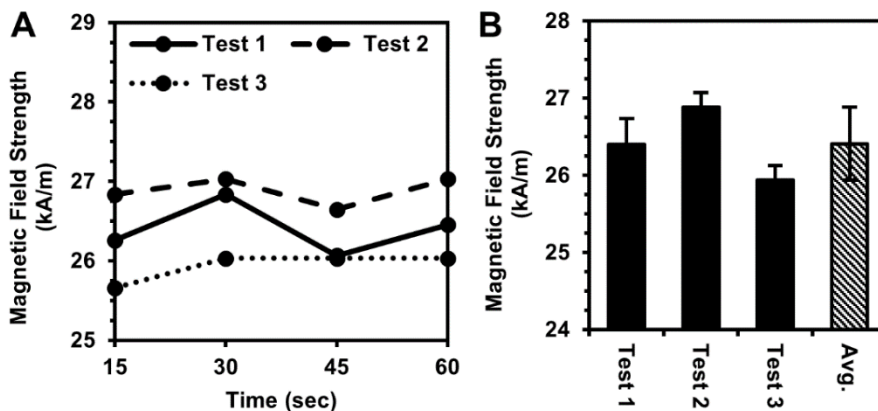 A
Magnetic Field Strength
(kA/m)
29
28
27
26
25
Test 1
Test 2
Test 3
15
30
45
60
Time (sec)
B
Magnetic Field Strength
(kA/m)
28
27
26
25
24
Test 1
Test 2
Test 3
Avg.